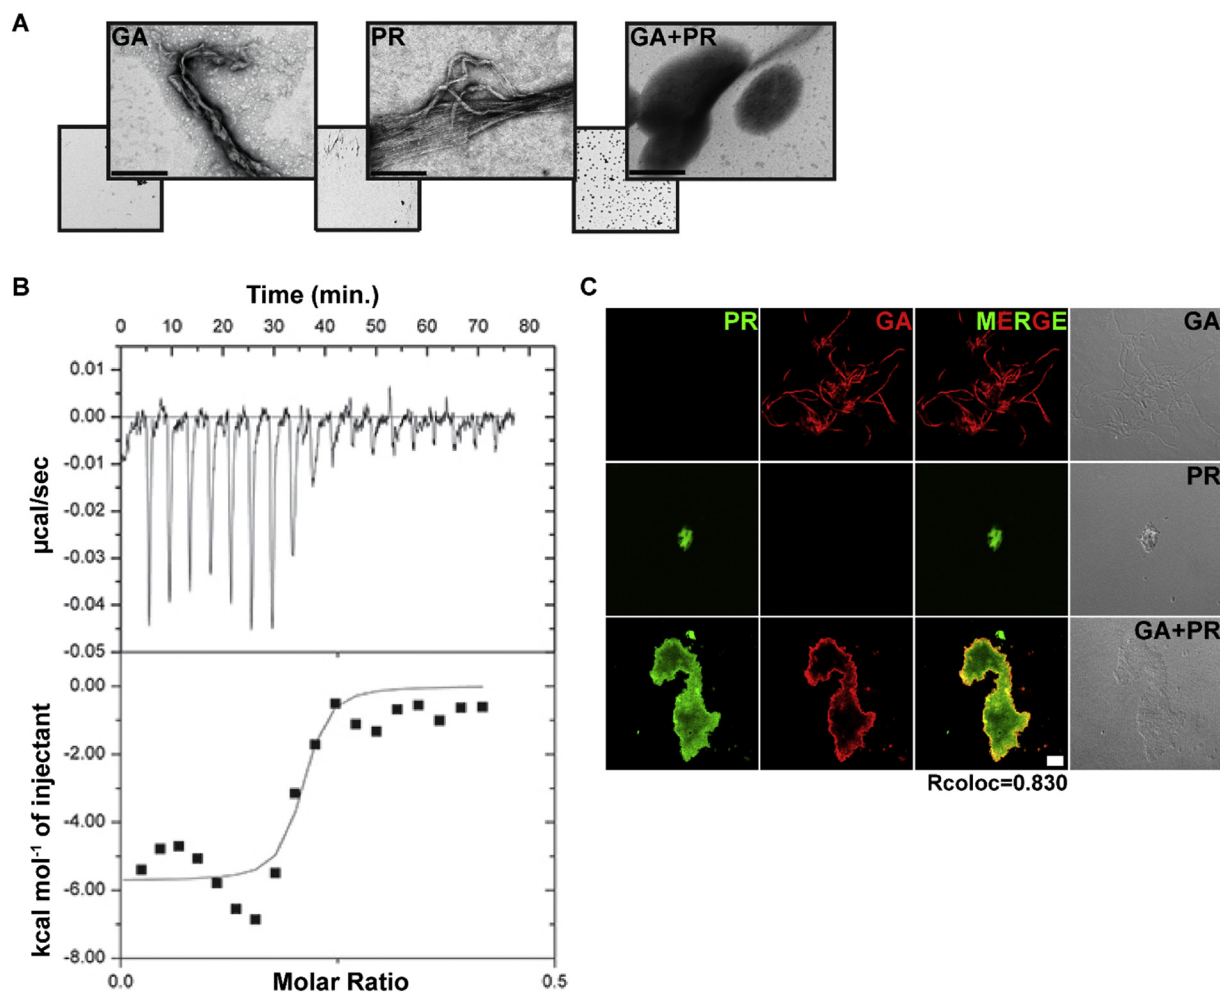 A
GA
PR
GA+PR
B
Time (min.)
0 10 20 30 40 50 60 70 80
0.01
0.00
-0.01
-0.02
-0.03
-0.04
-0.05
µcal/sec
0.00
-2.00
-4.00
-6.00
-8.00
kcal mol⁻¹ of injectant
0.0 0.5
Molar Ratio
C
PR GA MERGE GA
PR
GA+PR
Rcoloc=0.830